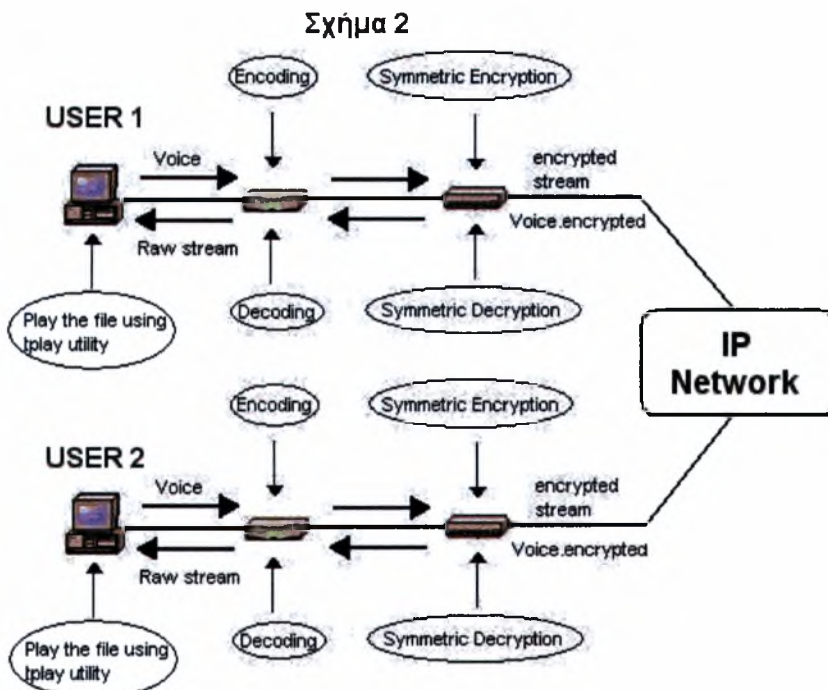 Σχήμα 2
Encoding
Symmetric Encryption
USER 1
Voice
encrypted
stream
Raw stream
Voice.encrypted
Play the file using
tplay utility
Decoding
Symmetric Decryption
IP
Network
Encoding
Symmetric Encryption
USER 2
Voice
encrypted
stream
Raw stream
Voice.encrypted
Play the file using
tplay utility
Decoding
Symmetric Decryption